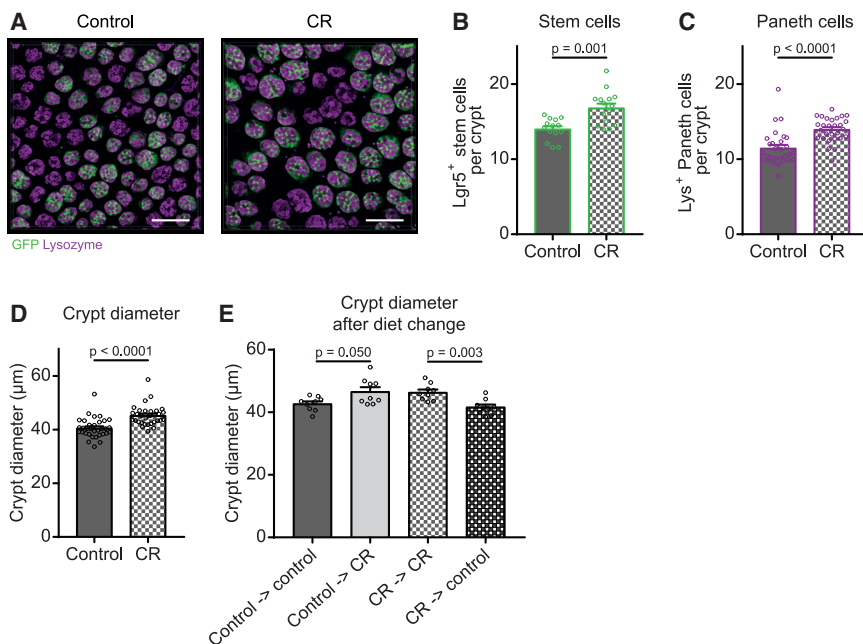 A
Control
CR
GFP Lysozyme
B
Stem cells
p = 0.001
Lgr5+ stem cells
per crypt
20
10
0
Control
CR
C
Paneth cells
p < 0.0001
Lys+ Paneth cells
per crypt
20
10
0
Control
CR
D
Crypt diameter
p < 0.0001
Crypt diameter (µm)
60
40
20
0
Control
CR
E
Crypt diameter
after diet change
p = 0.050
p = 0.003
Crypt diameter (µm)
60
40
20
0
Control -> control
Control -> CR
CR -> CR
CR -> control